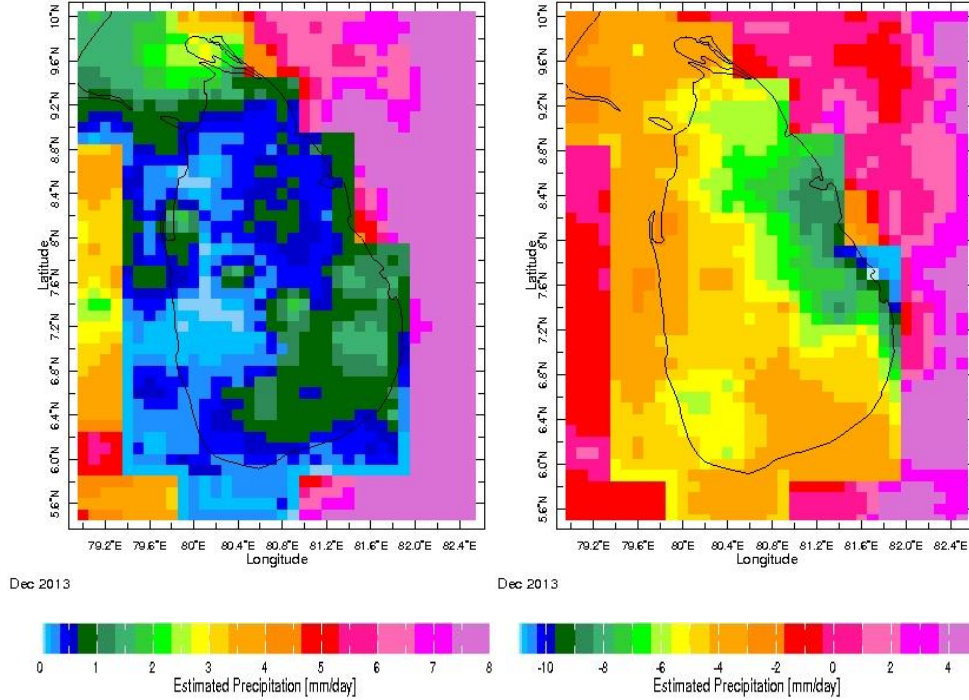 10˚N
9.6˚N
9.2˚N
8.8˚N
8.4˚N
8˚N
7.6˚N
7.2˚N
6.8˚N
6.4˚N
6.0˚N
5.6˚N
Latitude
79.2˚E 79.6˚E 80˚E 80.4˚E 80.8˚E 81.2˚E 81.6˚E 82.0˚E 82.4˚E
Longitude
10˚N
9.6˚N
9.2˚N
8.8˚N
8.4˚N
8˚N
7.6˚N
7.2˚N
6.8˚N
6.4˚N
6.0˚N
5.6˚N
Latitude
79.2˚E 79.6˚E 80˚E 80.4˚E 80.8˚E 81.2˚E 81.6˚E 82.0˚E 82.4˚E
Longitude
Dec 2013
Dec 2013
0 1 2 3 4 5 6 7 8
Estimated Precipitation [mm/day]
-10 -8 -6 -4 -2 0 2 4
Estimated Precipitation [mm/day]